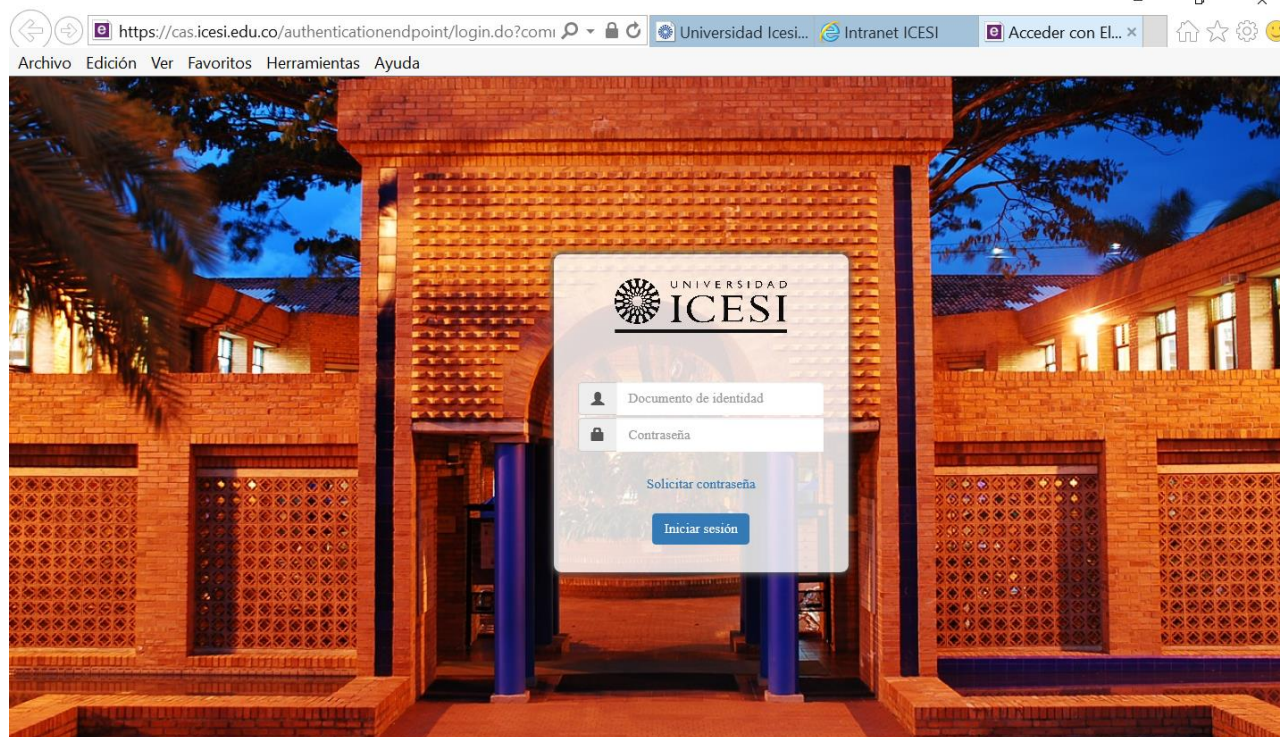 https://cas.icesi.edu.co/authenticationendpoint/login.do?com
Universidad Icesi...
Intranet ICESI
Acceder con El...
Archivo Edición Ver Favoritos Herramientas Ayuda
UNIVERSIDAD
ICESI
Documento de identidad
Contraseña
Solicitar contraseña
Iniciar sesión